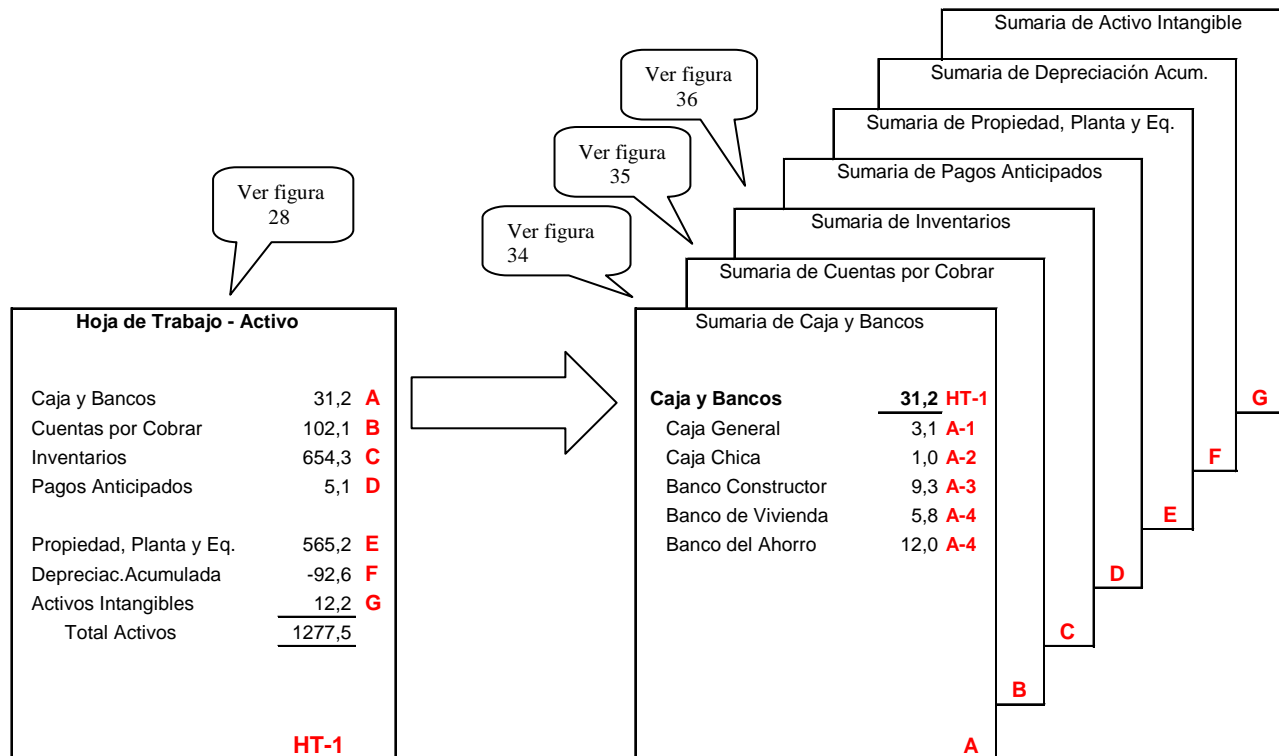 Sumaria de Activo Intangible
Sumaria de Depreciación Acum.
Ver figura
36
Sumaria de Propiedad, Planta y Eq.
Ver figura
35
Sumaria de Pagos Anticipados
Ver figura
28
Sumaria de Inventarios
Ver figura
34
Sumaria de Cuentas por Cobrar
Hoja de Trabajo - Activo
Caja y Bancos 31,2 A
Cuentas por Cobrar 102,1 B
Inventarios 654,3 C
Pagos Anticipados 5,1 D
Propiedad, Planta y Eq. 565,2 E
Depreciac.Acumulada -92,6 F
Activos Intangibles 12,2 G
Total Activos 1277,5
HT-1
Sumaria de Caja y Bancos
Caja y Bancos 31,2 HT-1
Caja General 3,1 A-1
Caja Chica 1,0 A-2
Banco Constructor 9,3 A-3
Banco de Vivienda 5,8 A-4
Banco del Ahorro 12,0 A-4
G
F
E
D
C
B
A